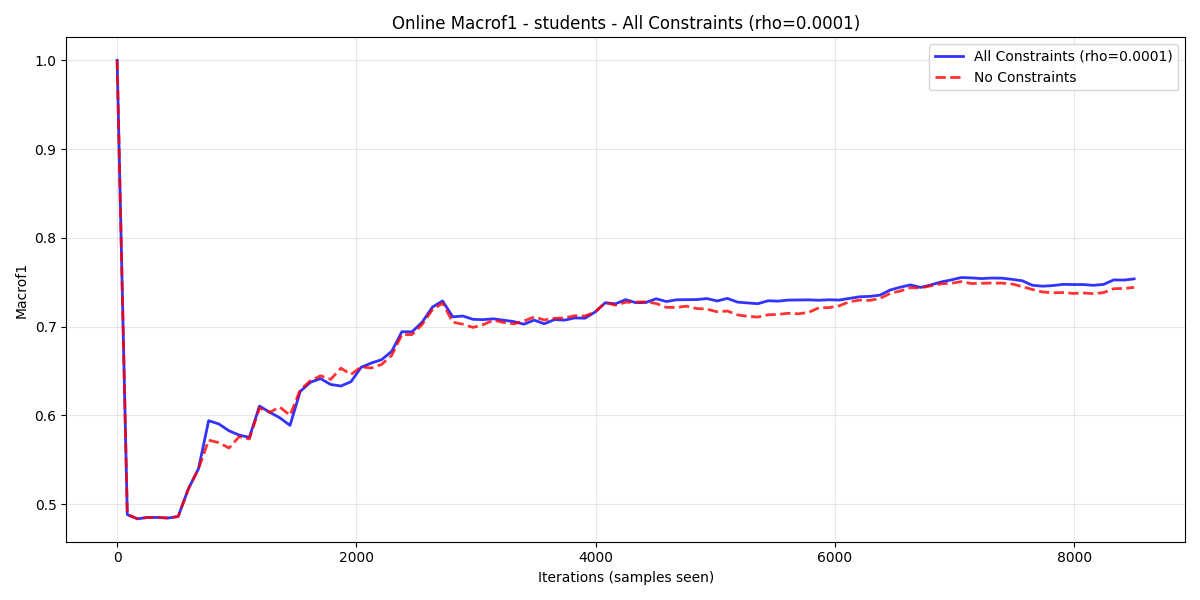 Online Macrof1 - students - All Constraints (rho=0.0001)
All Constraints (rho=0.0001)
No Constraints
Macrof1
1.0
0.9
0.8
0.7
0.6
0.5
0
2000
4000
6000
8000
Iterations (samples seen)